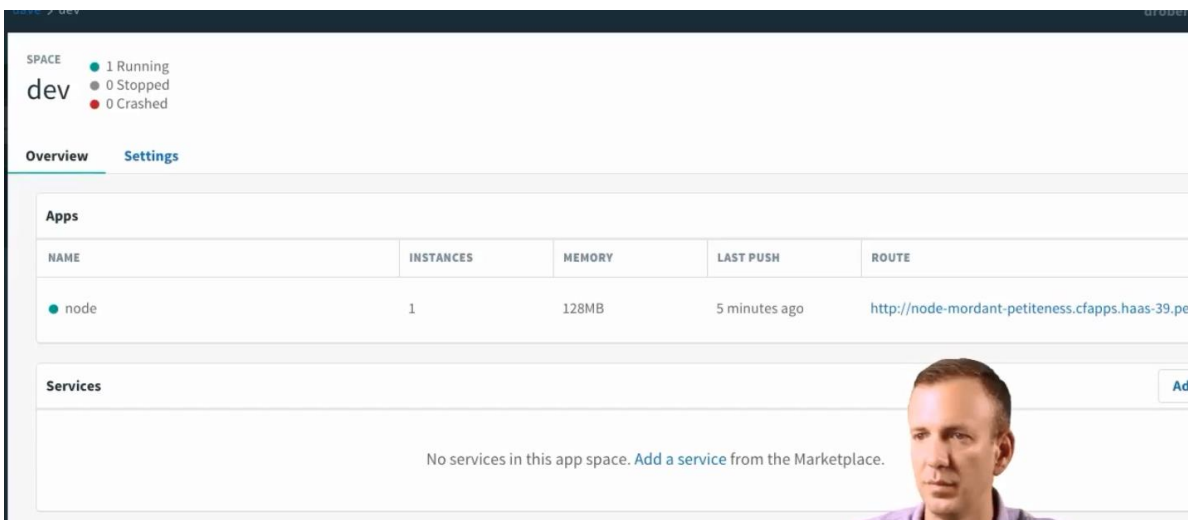 dave > dev
SPACE
dev
1 Running
0 Stopped
0 Crashed
Overview Settings
Apps
NAME INSTANCES MEMORY LAST PUSH ROUTE
node 1 128MB 5 minutes ago http://node-mordant-petiteness.cfapps.haas-39.pe
Services Ad
No services in this app space. Add a service from the Marketplace.